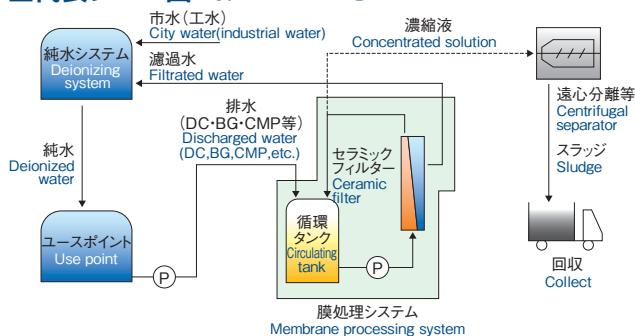 市水（工水）
City water(industrial water)
純水システム
Deionizing
system
濾過水
Filtrated water
濃縮液
Concentrated solution
遠心分離等
Centrifugal
separator
スラッジ
Sludge
排水
（DC・BG・CMP等）
Discharged water
(DC,BG,CMP,etc.)
純水
Deionized
water
セラミック
フィルター
Ceramic
filter
循環
タンク
Circulating
tank
ユースポイント
Use point
P
P
回収
Collect
膜処理システム
Membrane processing system